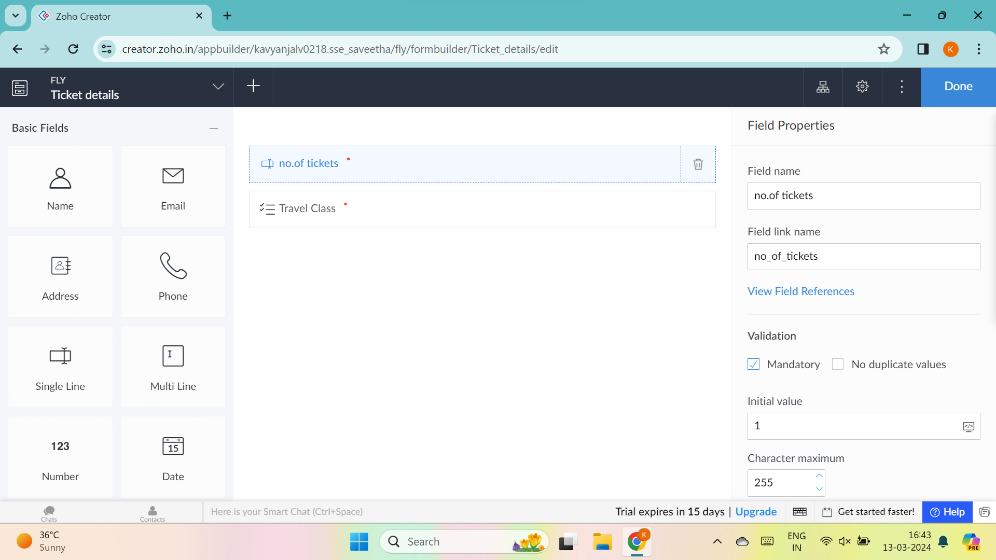 Zoho Creator
creator.zoho.in/appbuilder/kavyanjalv0218.sse_saveetha/fly/formbuilder/Ticket_details/edit
K
FLY
Ticket details
Done
Basic Fields
Name
Email
Address
Phone
Single Line
Multi Line
123
Number
15
Date
no.of tickets *
Travel Class *
Field Properties
Field name
no.of tickets
Field link name
no_of_tickets
View Field References
Validation
Mandatory
No duplicate values
Initial value
1
Character maximum
255
Chats
Contacts
Here is your Smart Chat (Ctrl+Space)
Trial expires in 15 days | Upgrade
Get started faster!
Help
36°C
Sunny
Search
K
ENG
IN
16:43
13-03-2024
PRE